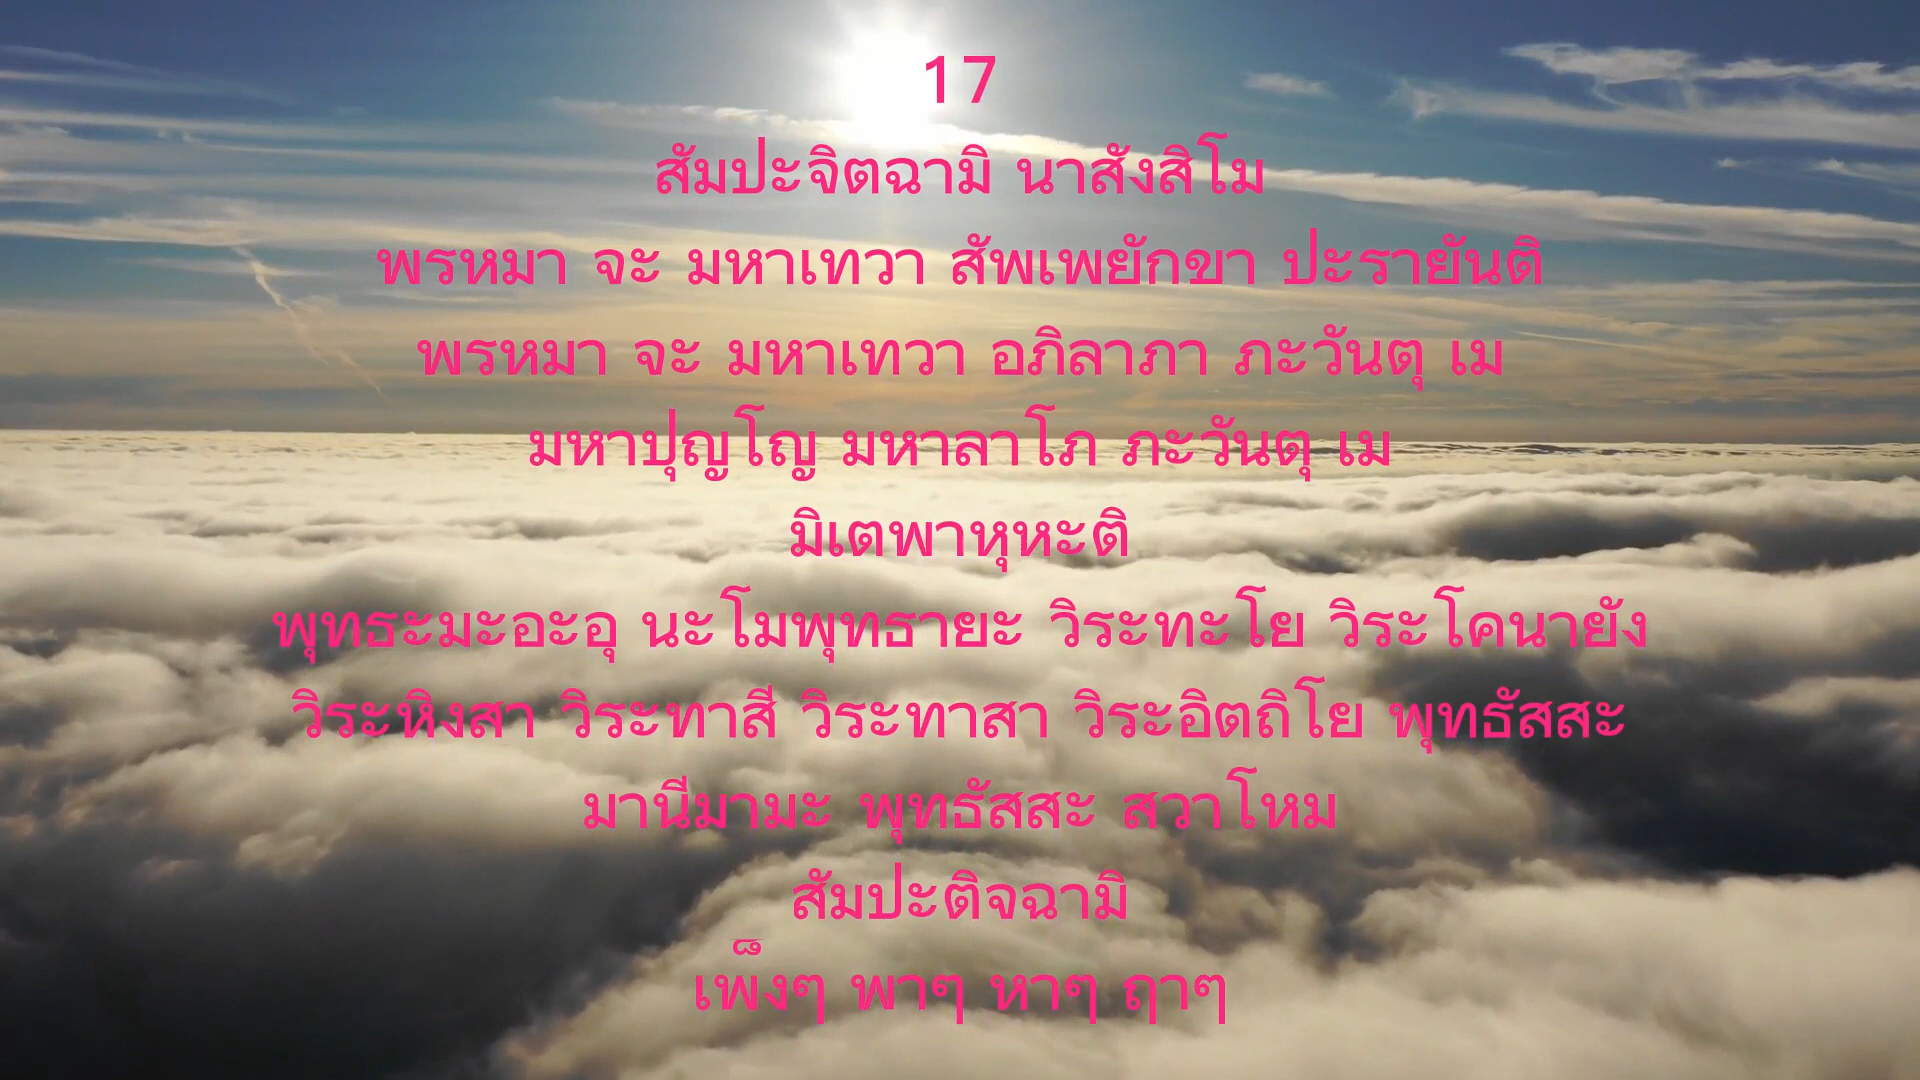 17
สัมปะจิตฉามิ นาสังสิโม
พรหมา จะ มหาเทวา สัพเพยักขา ปะรายันติ
พรหมา จะ มหาเทวา อภิลาภา ภะวันตุ เม
มหาปุญโญ มหาลาโภ ภะวันตุ เม
มิเตพาหุหะติ
พุทธะมะอะอุ นะโมพุทธายะ วิระทะโย วิระโคนายัง
วิระหิงสา วิระทาสี วิระทาสา วิระอิตถิโย พุทธัสสะ
มานีมามะ พุทธัสสะ สวาโหม
สัมปะติจฉามิ
เพ็งๆ พาๆ หาๆ ฤาๆ